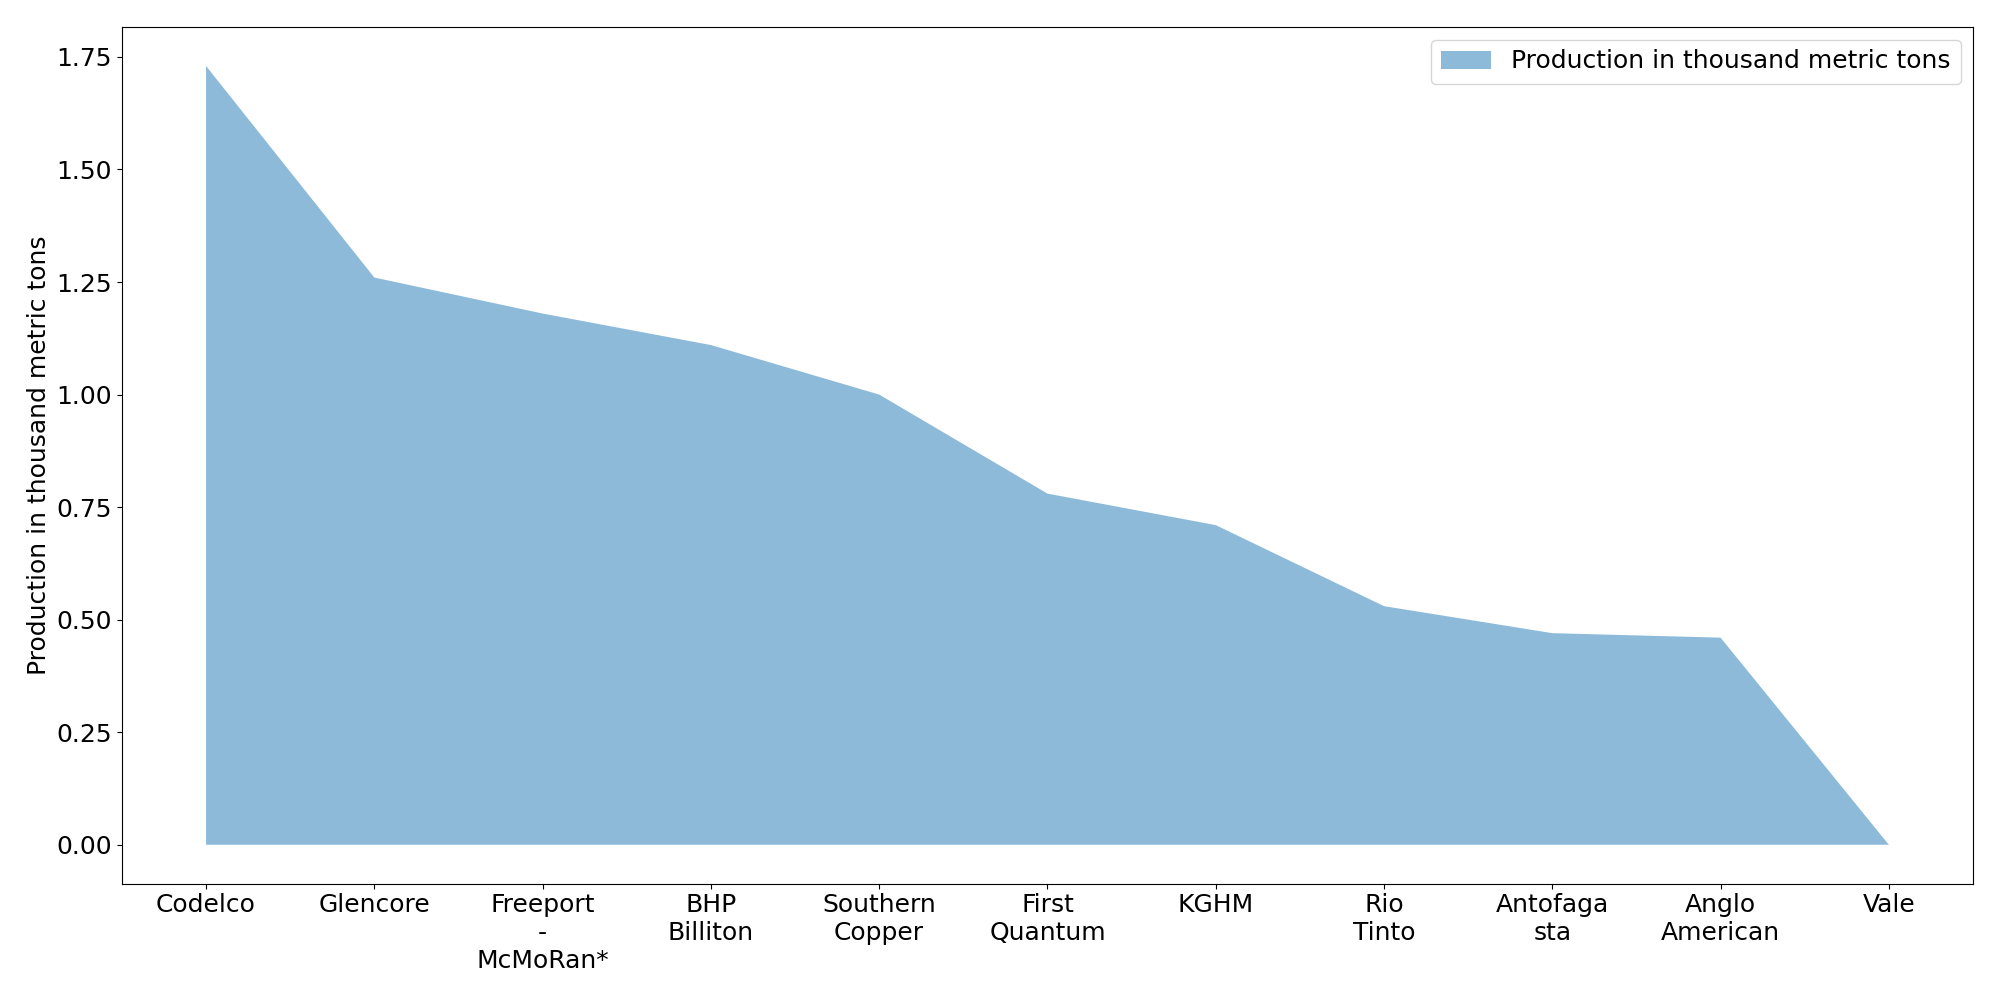 Production in thousand metric tons
Production in thousand metric tons
1.75
1.50
1.25
1.00
0.75
0.50
0.25
0.00
Codelco
Glencore
Freeport
-
McMoRan*
BHP
Billiton
Southern
Copper
First
Quantum
KGHM
Rio
Tinto
Antofaga
sta
Anglo
American
Vale